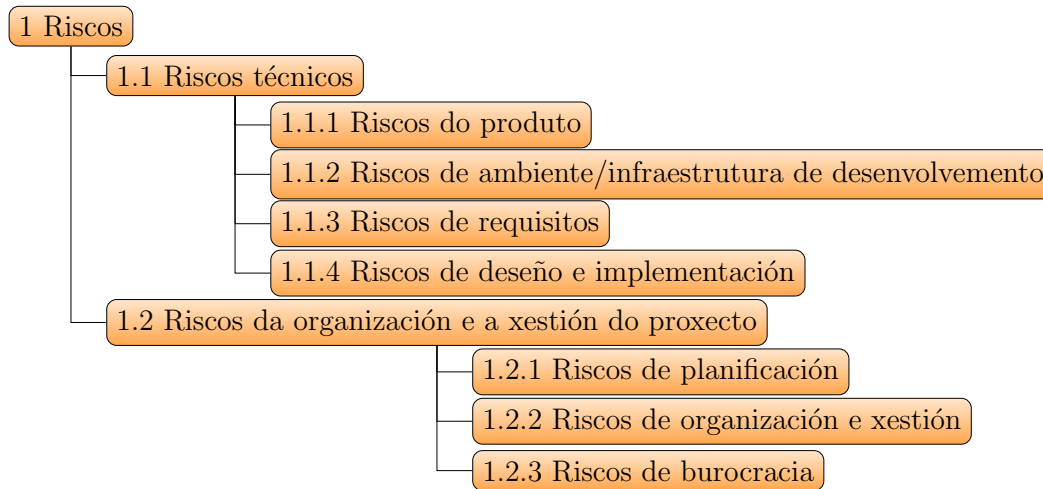 1 Riscos
1.1 Riscos técnicos
1.1.1 Riscos do produto
1.1.2 Riscos de ambiente/infraestrutura de desenvolvemento
1.1.3 Riscos de requisitos
1.1.4 Riscos de deseño e implementación
1.2 Riscos da organización e a xestión do proxecto
1.2.1 Riscos de planificación
1.2.2 Riscos de organización e xestión
1.2.3 Riscos de burocracia